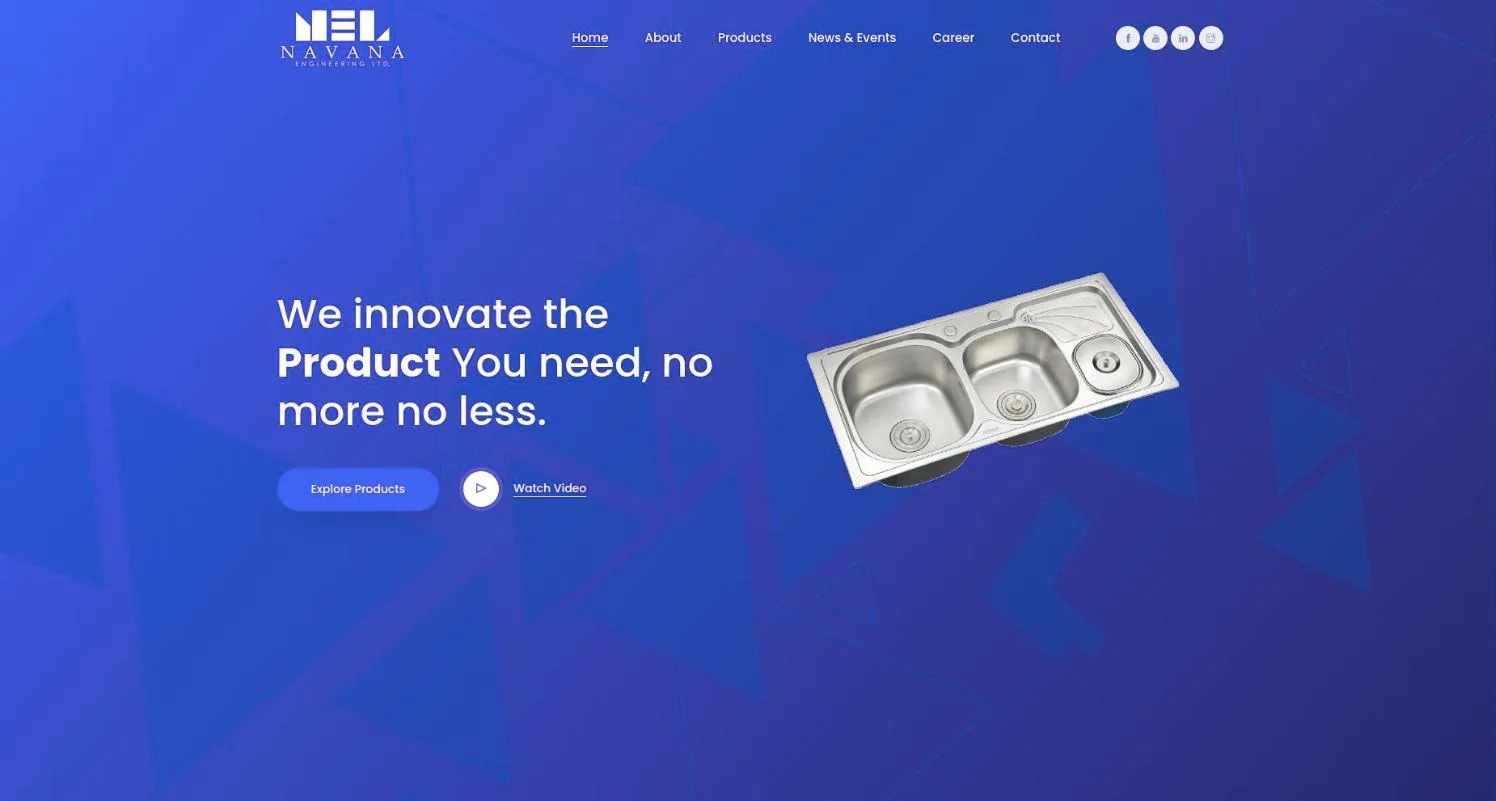 NEL
NAVANA
ENGINEERING LTD.
Home
About
Products
News & Events
Career
Contact
We innovate the
Product You need, no
more no less.
Explore Products
Watch Video